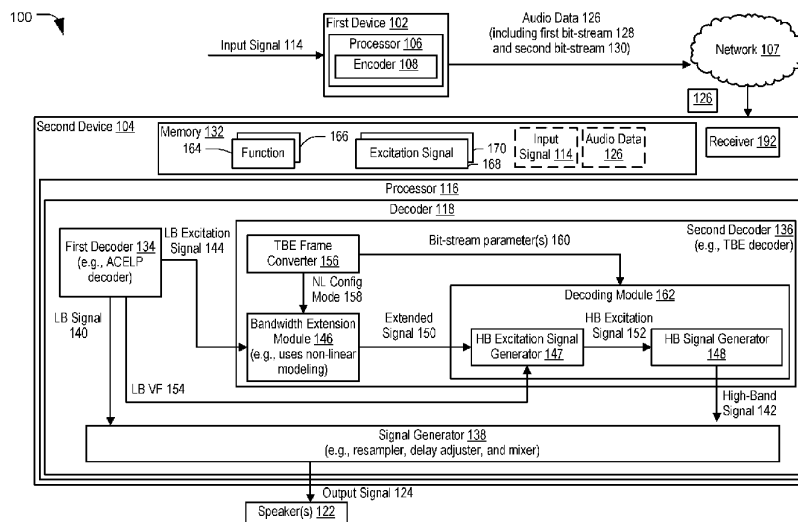 100
First Device 102
Processor 106
Encoder 108
Input Signal 114
Audio Data 126
(including first bit-stream 128
and second bit-stream 130)
Network 107
126
Second Device 104
Memory 132
164
Function
166
Excitation Signal
170
168
Input
Signal 114
Audio Data
126
Receiver 192
Processor 116
Decoder 118
First Decoder 134
(e.g., ACELP
decoder)
LB Excitation
Signal 144
TBE Frame
Converter 156
Bit-stream parameter(s) 160
Second Decoder 136
(e.g., TBE decoder)
NL Config
Mode 158
LB Signal
140
Bandwidth Extension
Module 146
(e.g., uses non-linear
modeling)
Extended
Signal 150
Decoding Module 162
HB Excitation Signal
Generator 147
HB Excitation
Signal 152
HB Signal Generator
148
LB VF 154
High-Band
Signal 142
Signal Generator 138
(e.g., resampler, delay adjuster, and mixer)
Output Signal 124
Speaker(s) 122